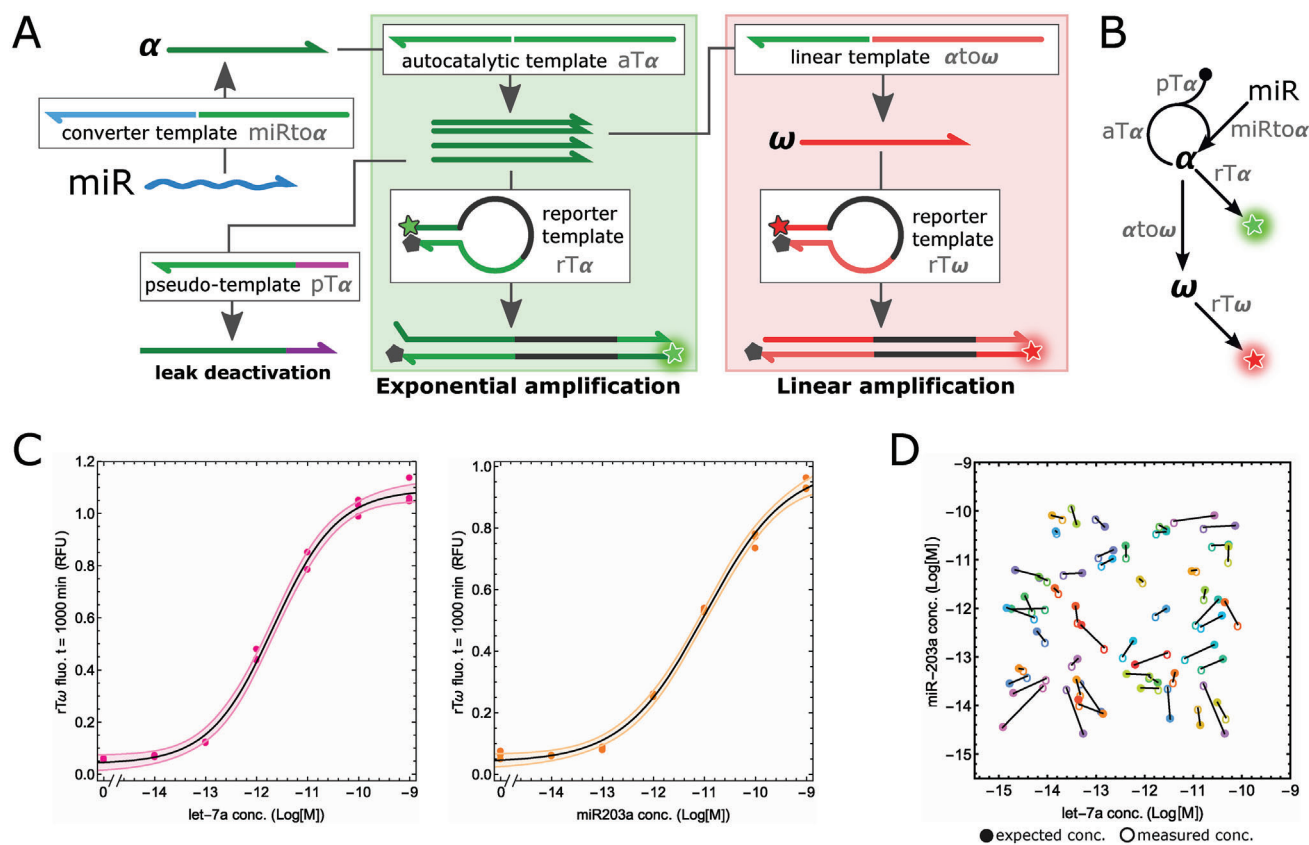 A
α
autocatalytic template aTα
linear template αtoω
converter template miRtoα
miR
ω
reporter
template
rTα
reporter
template
rTω
pseudo-template pTα
leak deactivation
Exponential amplification
Linear amplification
B
pTα
miR
aTα
miRtoα
α
rTα
αtoω
ω
rTω
C
rTω fluo. t = 1000 min (RFU)
1.2
1.0
0.8
0.6
0.4
0.2
0.0
0 −14 −13 −12 −11 −10 −9
let−7a conc. (Log[M])
rTω fluo. t = 1000 min (RFU)
1.0
0.8
0.6
0.4
0.2
0.0
0 −14 −13 −12 −11 −10 −9
miR203a conc. (Log[M])
D
miR−203a conc. (Log[M])
−9
−10
−11
−12
−13
−14
−15
−15 −14 −13 −12 −11 −10 −9
let−7a conc. (Log[M])
expected conc. measured conc.